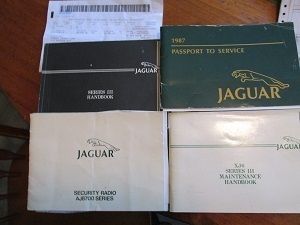 SERIES III
HANDBOOK
JAGUAR
1987
PASSPORT TO SERVICE
JAGUAR
JAGUAR
SECURITY RADIO
AJ8700 SERIES
JAGUAR
XJ6
SERIES III
MAINTENANCE
HANDBOOK